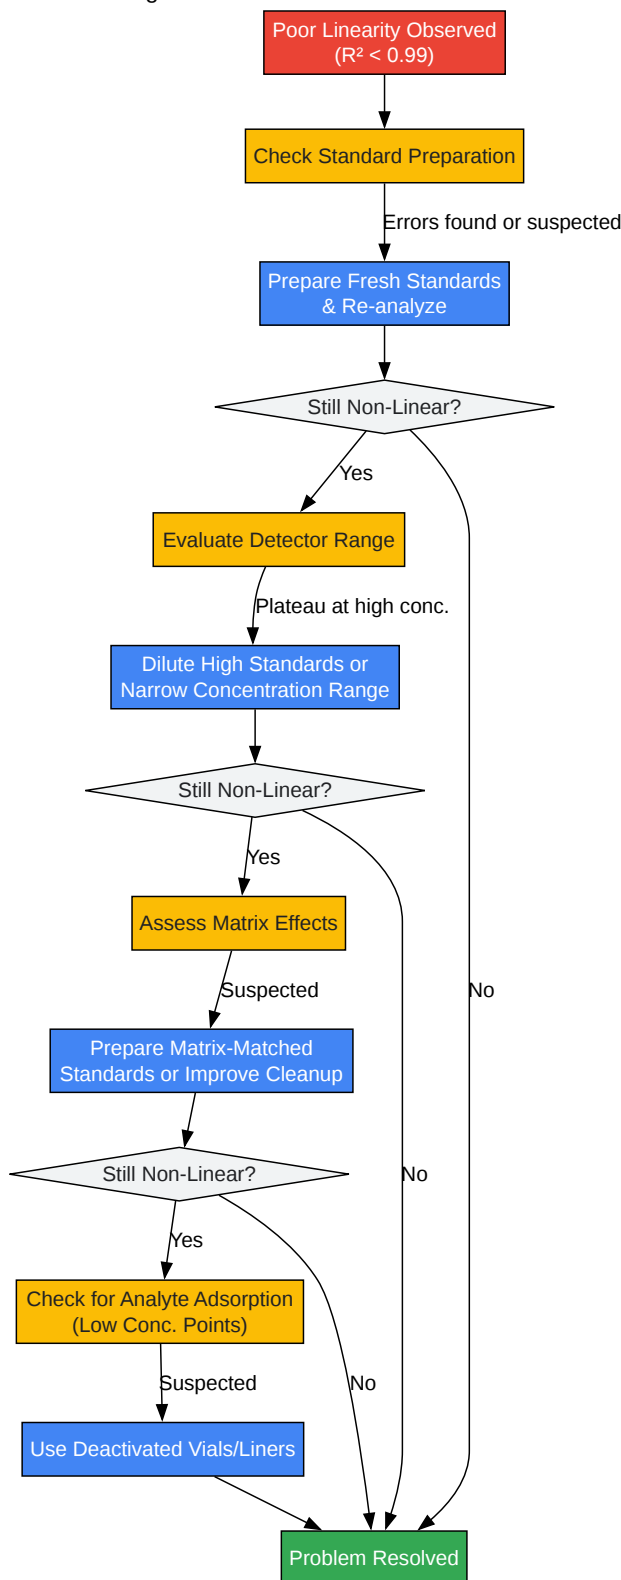 Poor Linearity Observed
(R² < 0.99)
Check Standard Preparation
Errors found or suspected
Prepare Fresh Standards
& Re-analyze
Still Non-Linear?
Yes
Evaluate Detector Range
Plateau at high conc.
Dilute High Standards or
Narrow Concentration Range
Still Non-Linear?
Yes
Assess Matrix Effects
Suspected
No
Prepare Matrix-Matched
Standards or Improve Cleanup
Still Non-Linear?
No
Yes
Check for Analyte Adsorption
(Low Conc. Points)
Suspected
No
Use Deactivated Vials/Liners
Problem Resolved